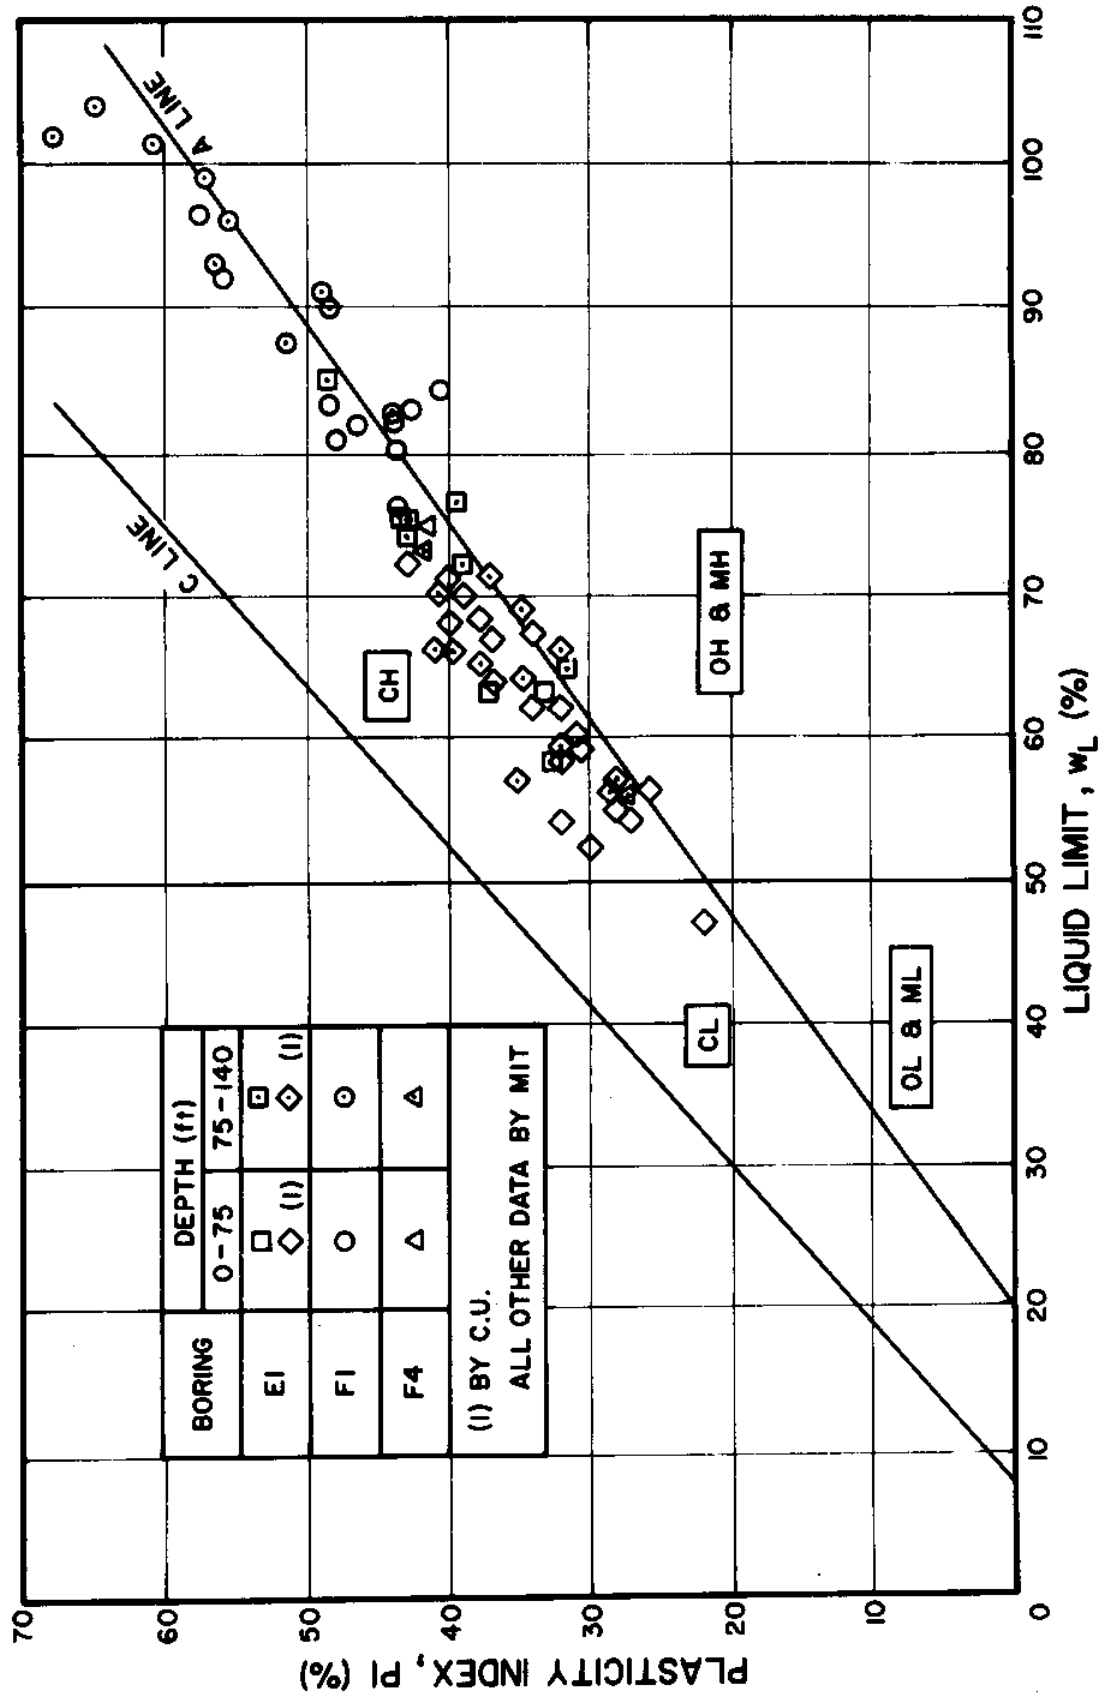 PLASTICITY INDEX, PI (%)
70
60
50
40
30
20
10
0
10
20
30
40
50
60
70
80
90
100
110
LIQUID LIMIT, wL (%)
BORING
DEPTH (ft)
0-75
75-140
E1
(1)
(1)
F1
F4
(1) BY C.U.
ALL OTHER DATA BY MIT
C LINE
A LINE
CH
CL
OL & ML
OH & MH